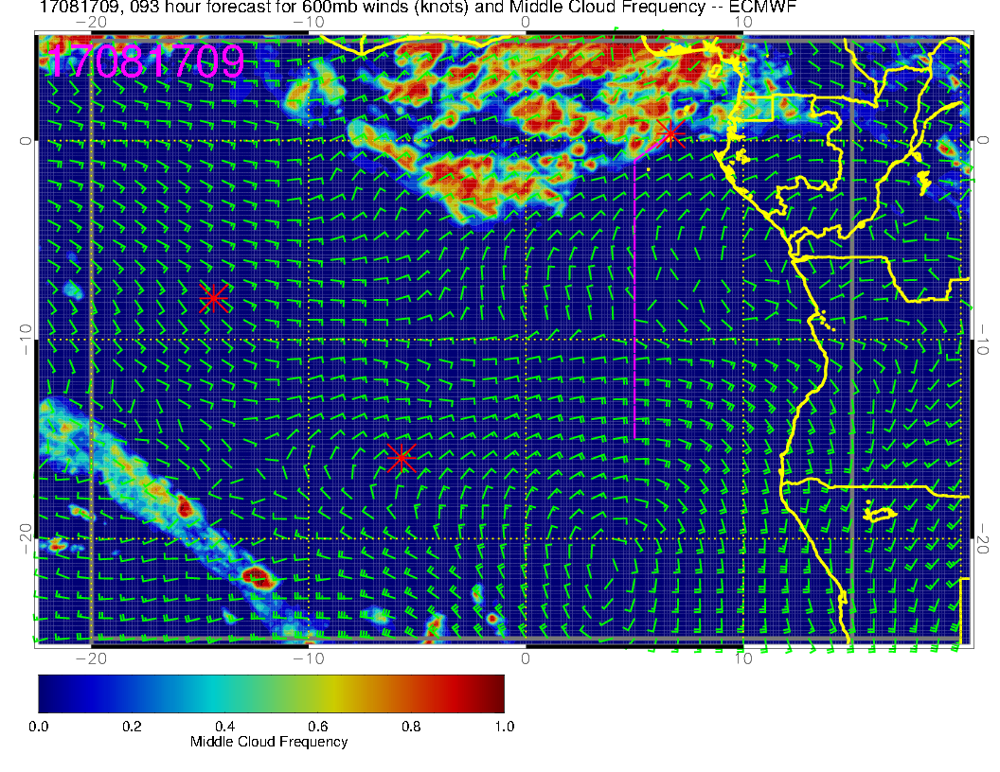 17081709, 093 hour forecast for 600mb winds (knots) and Middle Cloud Frequency -- ECMWF
−20 −10 0 10
17081709
0 0
−10 −10
−20 −20
−20 −10 0 10
0.0 0.2 0.4 0.6 0.8 1.0
Middle Cloud Frequency